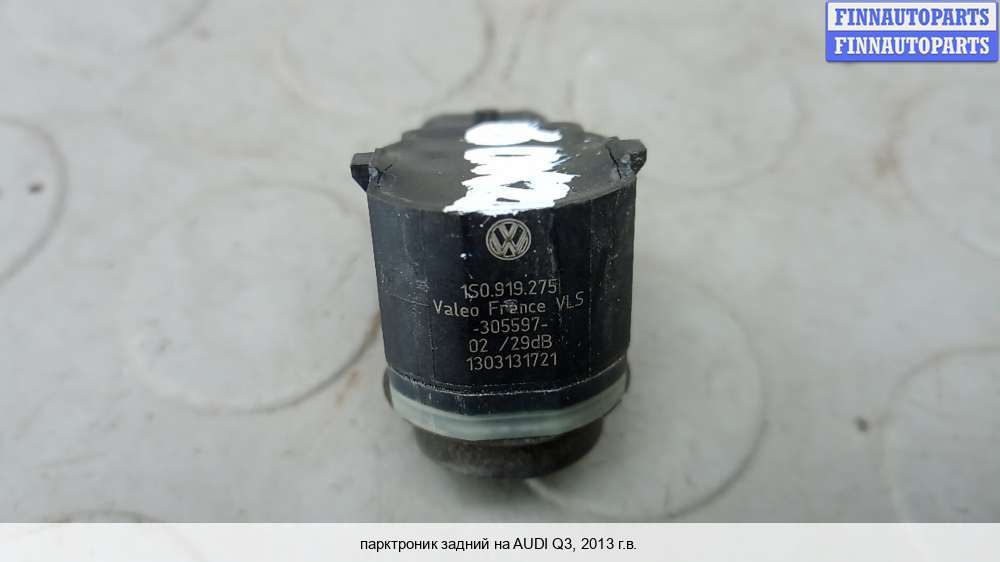 FINNAUTOPARTS
FINNAUTOPARTS
1S0.919.275
Valeo France VLS
-305597-
02 /29dB
1303131721
парктроник задний на AUDI Q3, 2013 г.в.